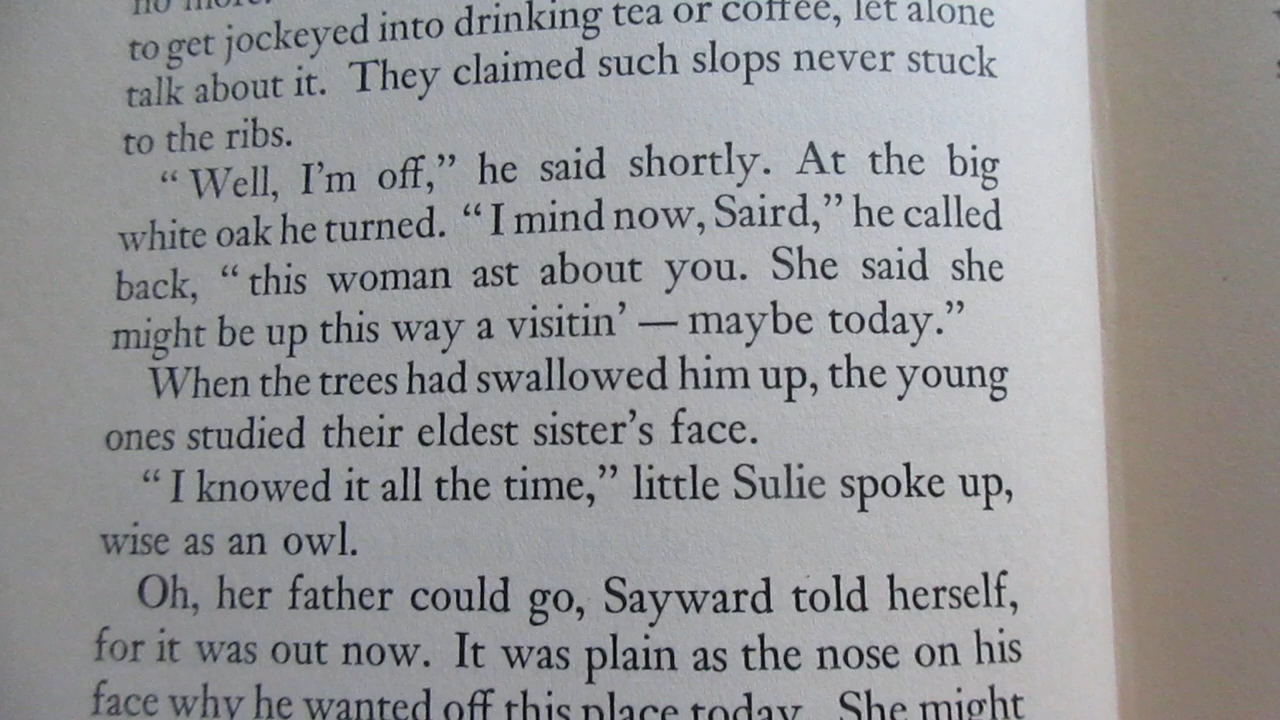 no more.
to get jockeyed into drinking tea or coffee, let alone
talk about it. They claimed such slops never stuck
to the ribs.
“Well, I’m off,” he said shortly. At the big
white oak he turned. “I mind now, Saird,” he called
back, “this woman ast about you. She said she
might be up this way a visitin’ — maybe today.”
When the trees had swallowed him up, the young
ones studied their eldest sister’s face.
“I knowed it all the time,” little Sulie spoke up,
wise as an owl.
Oh, her father could go, Sayward told herself,
for it was out now. It was plain as the nose on his
face why he wanted off this place today. She might